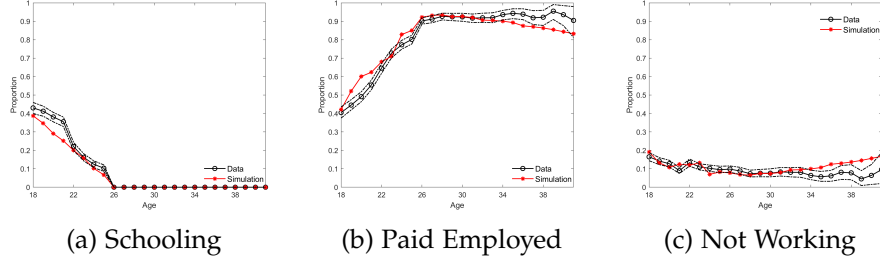 1
0.9
0.8
0.7
0.6
0.5
0.4
0.3
0.2
0.1
0
Proportion
18 22 26 30 34 38
Age
Data
Simulation
(a) Schooling
1
0.9
0.8
0.7
0.6
0.5
0.4
0.3
0.2
0.1
0
Proportion
18 22 26 30 34 38
Age
Data
Simulation
(b) Paid Employed
1
0.9
0.8
0.7
0.6
0.5
0.4
0.3
0.2
0.1
0
Proportion
18 22 26 30 34 38
Age
Data
Simulation
(c) Not Working